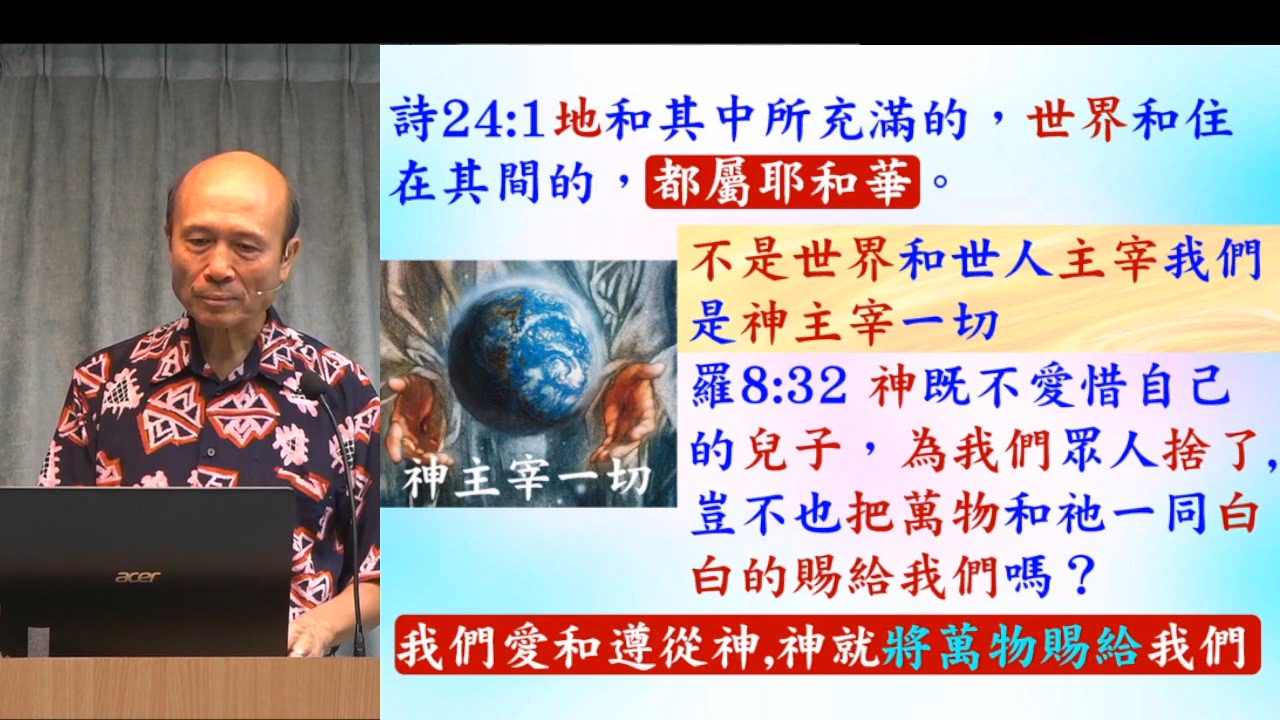 詩24:1地和其中所充滿的，世界和住
在其間的，都屬耶和華。
不是世界和世人主宰我們
是神主宰一切
神主宰一切
羅8:32 神既不愛惜自己
的兒子，為我們眾人捨了,
豈不也把萬物和祂一同白
白的賜給我們嗎？
我們愛和遵從神,神就將萬物賜給我們
acer